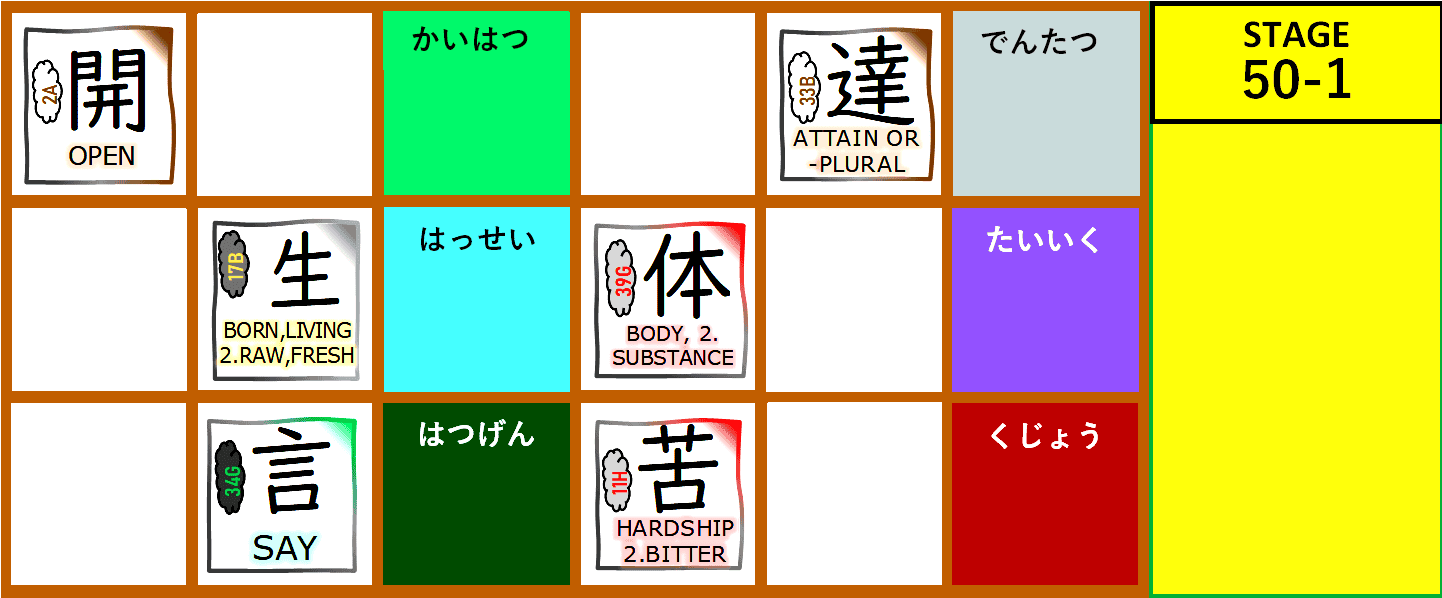 2A
開
OPEN
かいはつ
33B
達
ATTAIN OR
-PLURAL
でんたつ
STAGE
50-1
17B
生
BORN,LIVING
2.RAW,FRESH
はっせい
39G
体
BODY, 2.
SUBSTANCE
たいいく
34G
言
SAY
はつげん
11H
苦
HARDSHIP
2.BITTER
くじょう